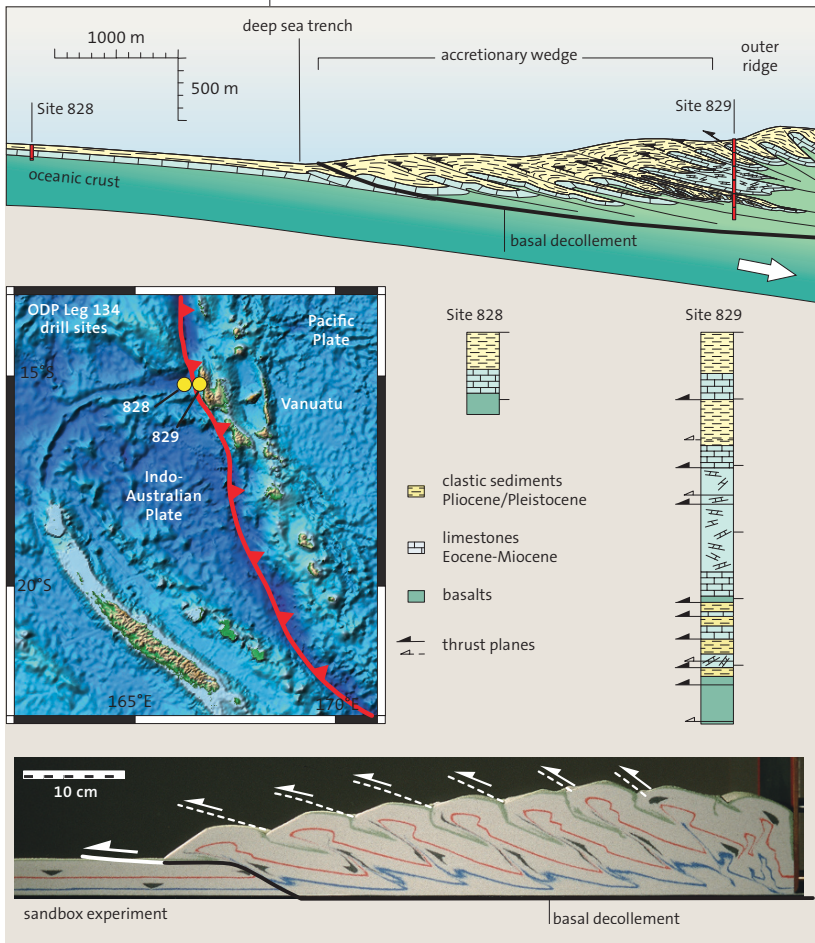 deep sea trench
1000 m
accretionary wedge
outer
ridge
500 m
Site 828
Site 829
oceanic crust
basal decollement
ODP Leg 134
drill sites
Pacific
Plate
15°S
828
829
Vanuatu
Indo-
Australian
Plate
20°S
165°E
170°E
Site 828
Site 829
clastic sediments
Pliocene/Pleistocene
limestones
Eocene-Miocene
basalts
thrust planes
10 cm
sandbox experiment
basal decollement